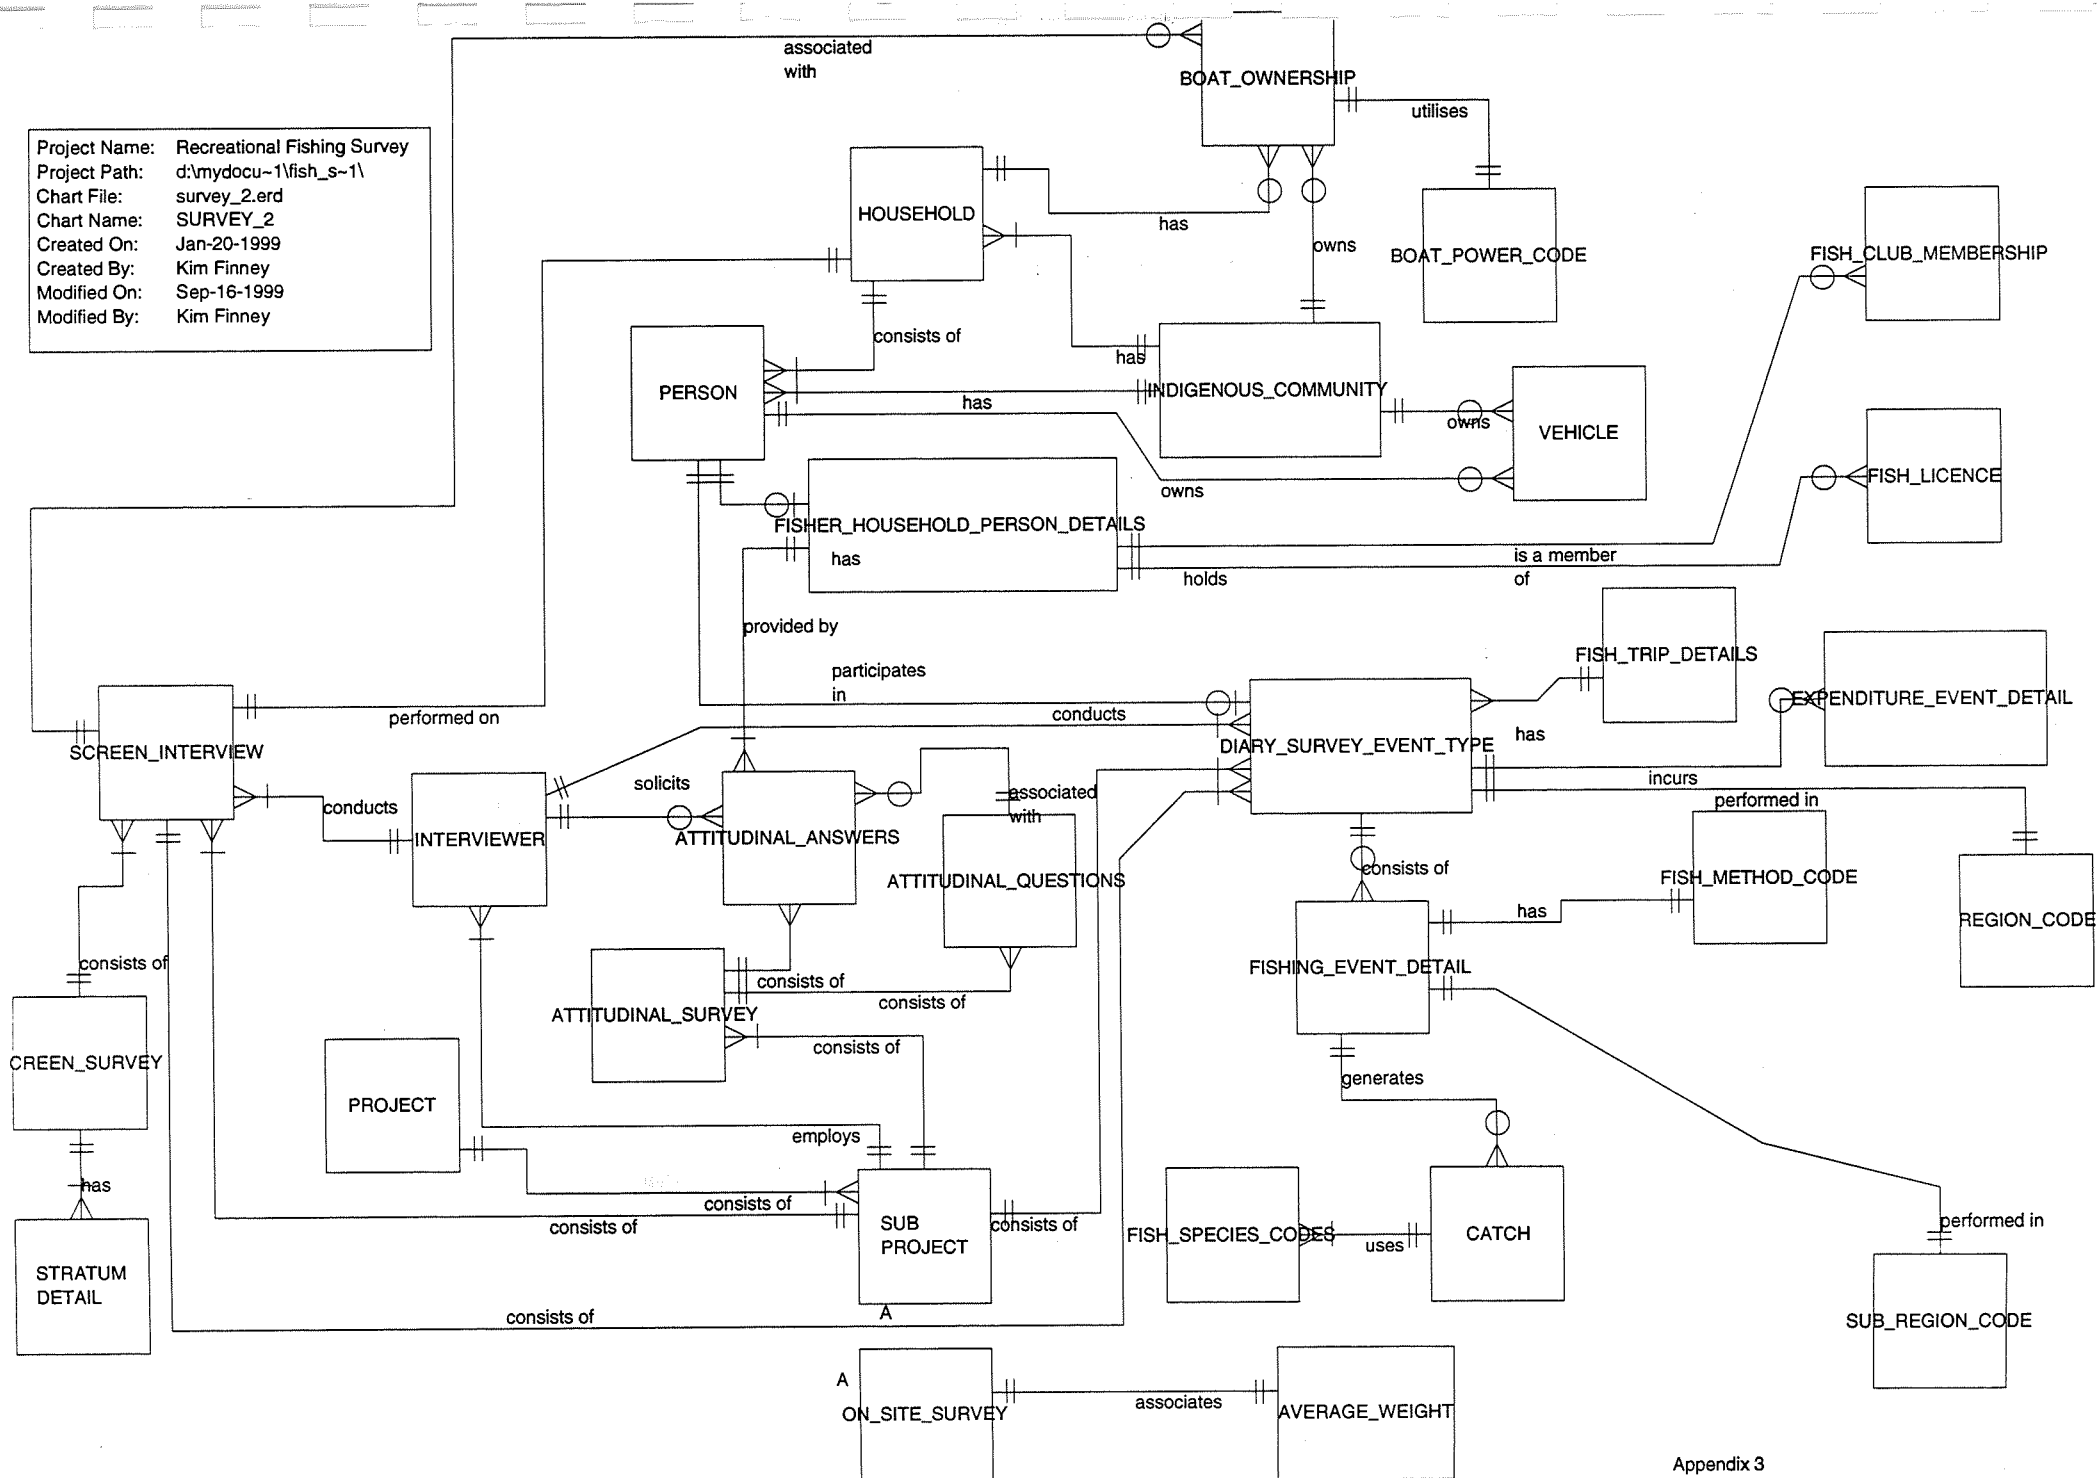 associated
with
BOAT_OWNERSHIP
utilises
Project Name: Recreational Fishing Survey
Project Path: d:\mydocu~1\fish_s~1\
Chart File: survey_2.erd
Chart Name: SURVEY_2
Created On: Jan-20-1999
Created By: Kim Finney
Modified On: Sep-16-1999
Modified By: Kim Finney
HOUSEHOLD
has
owns
BOAT_POWER_CODE
FISH_CLUB_MEMBERSHIP
consists of
has
PERSON
has
INDIGENOUS_COMMUNITY
owns
VEHICLE
owns
FISH_LICENCE
FISHER_HOUSEHOLD_PERSON_DETAILS
has
holds
is a member
of
provided by
participates
in
FISH_TRIP_DETAILS
performed on
conducts
has
EXPENDITURE_EVENT_DETAIL
SCREEN_INTERVIEW
DIARY_SURVEY_EVENT_TYPE
incurs
performed in
conducts
INTERVIEWER
solicits
ATTITUDINAL_ANSWERS
associated
with
ATTITUDINAL_QUESTIONS
consists of
FISH_METHOD_CODE
has
REGION_CODE
consists of
FISHING_EVENT_DETAIL
consists of
consists of
ATTITUDINAL_SURVEY
consists of
CREEN_SURVEY
PROJECT
generates
employs
has
consists of
consists of
SUB
PROJECT
consists of
FISH_SPECIES_CODES
uses
CATCH
performed in
STRATUM
DETAIL
consists of
A
SUB_REGION_CODE
A
ON_SITE_SURVEY
associates
AVERAGE_WEIGHT
Appendix 3